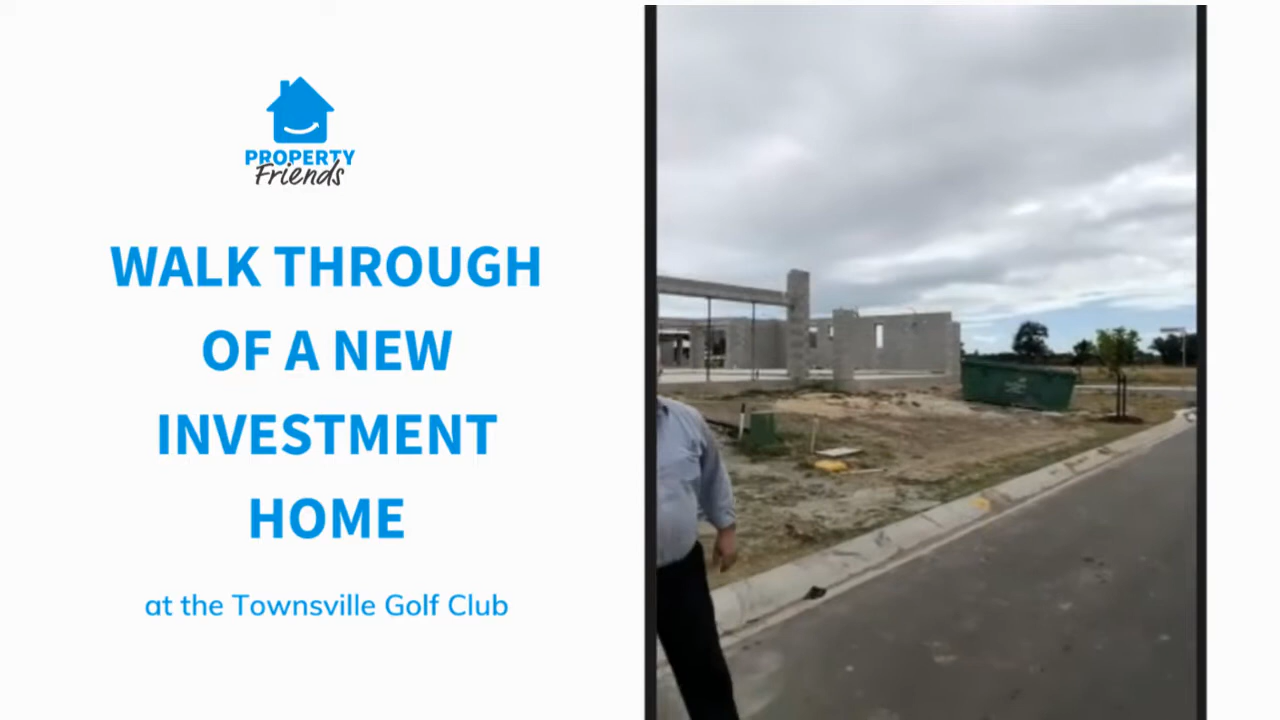 PROPERTY
Friends
WALK THROUGH
OF A NEW
INVESTMENT
HOME
at the Townsville Golf Club